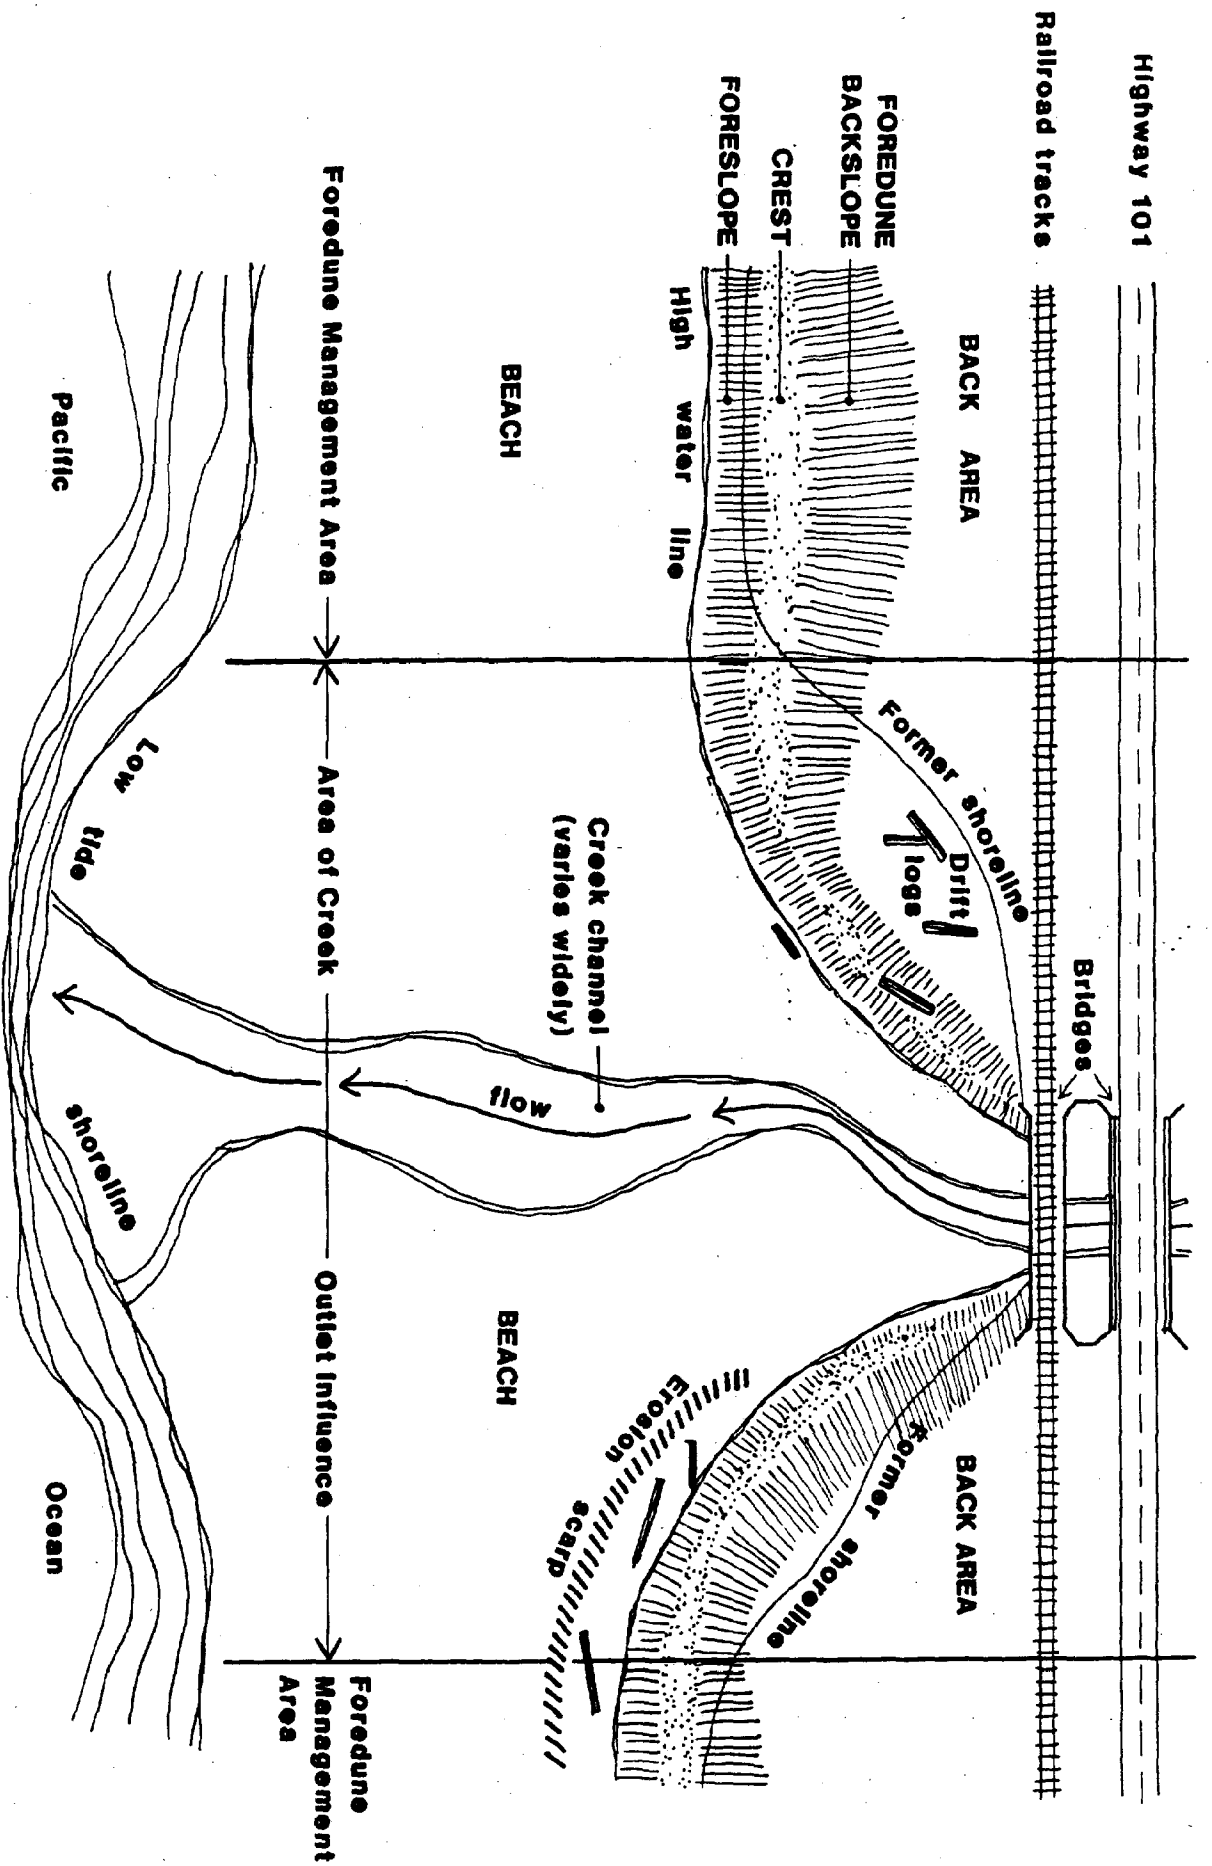 Highway 101
Railroad tracks
Bridges
BACK AREA
BACK AREA
FOREDUNE
BACKSLOPE
CREST
FORESLOPE
Former shoreline
Drift
logs
Former shoreline
High water line
Creek channel
(varies widely)
flow
Erosion scarp
BEACH
BEACH
Foredune Management Area
Area of Creek Outlet Influence
Foredune
Management
Area
Low tide shoreline
Pacific Ocean